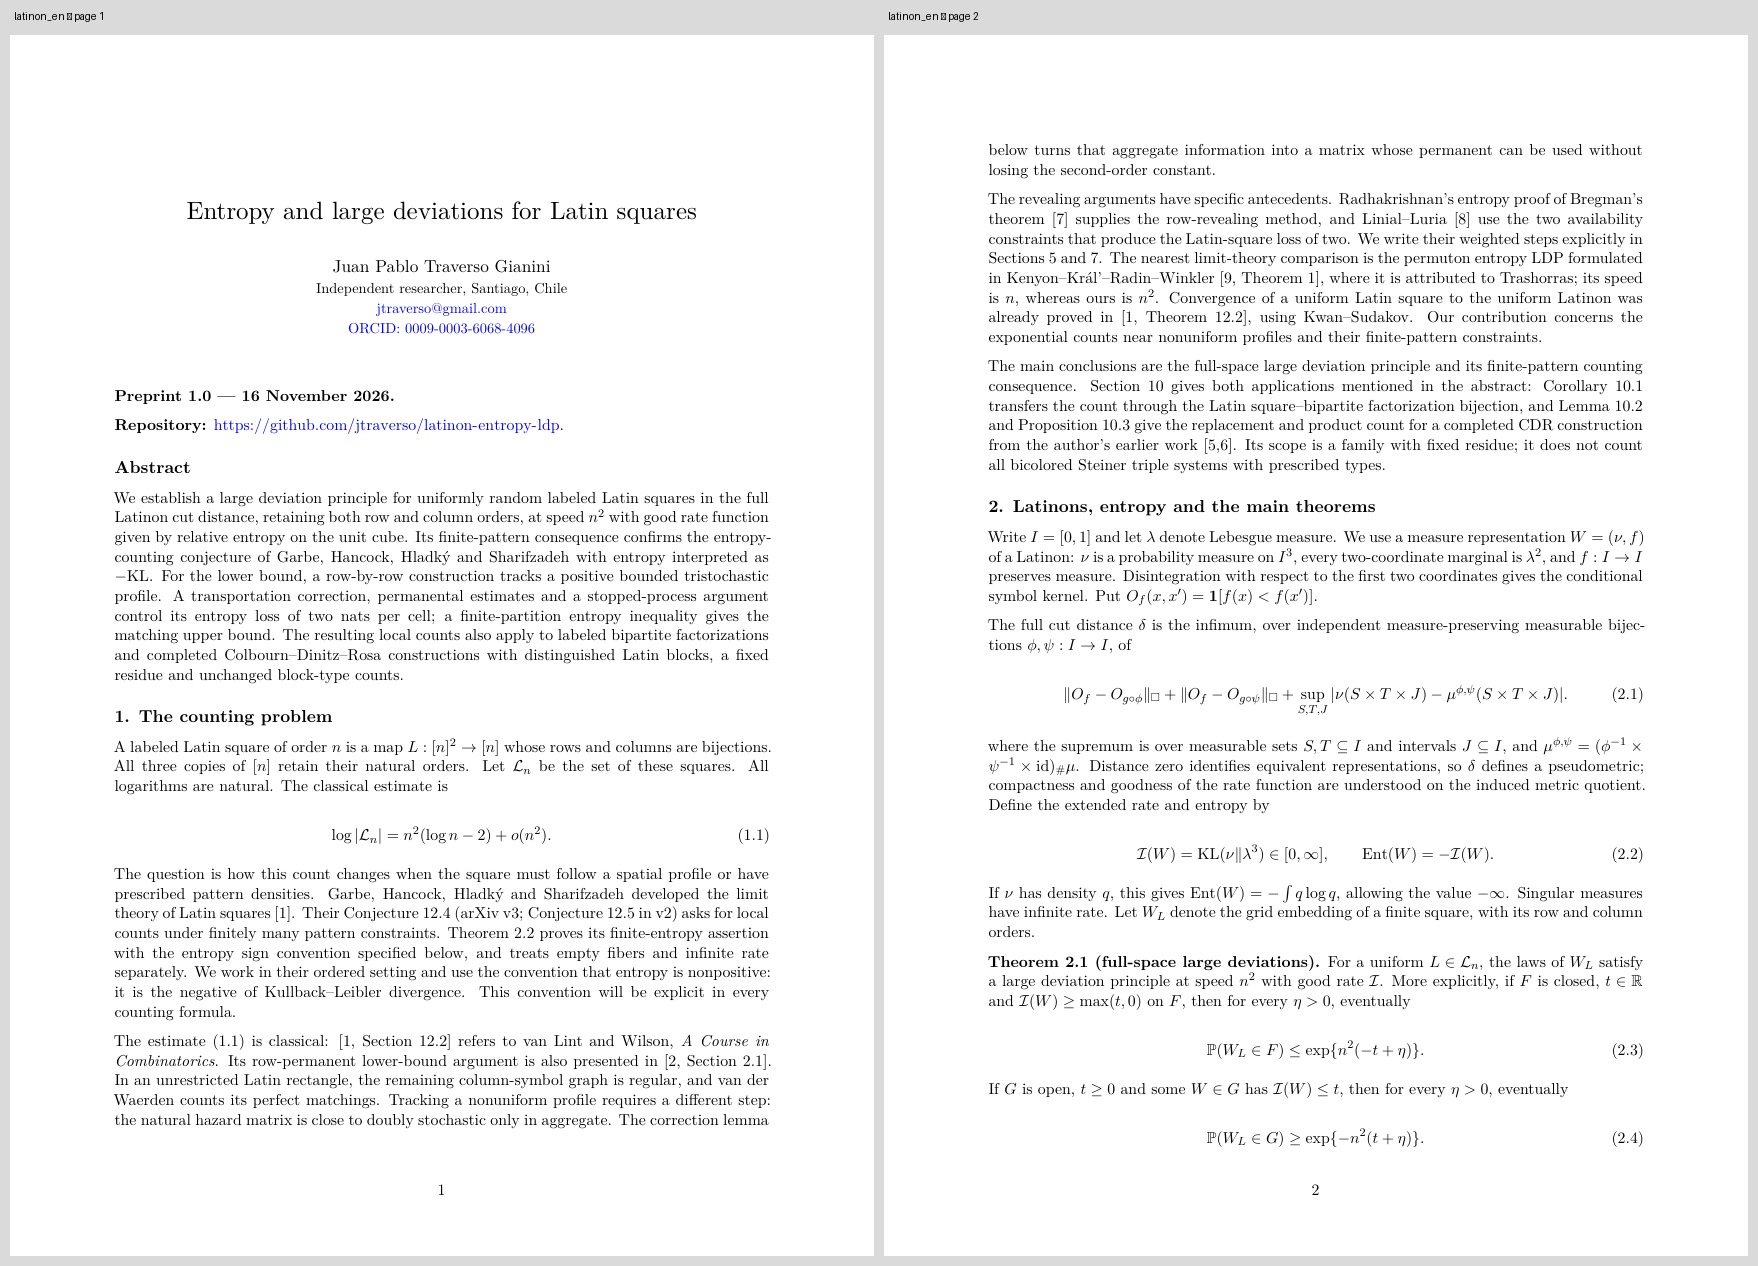 latinon_en page 1
Entropy and large deviations for Latin squares
Juan Pablo Traverso Gianini
Independent researcher, Santiago, Chile
jtraverso@gmail.com
ORCID: 0009-0003-6068-4096
Preprint 1.0 — 16 November 2026.
Repository: https://github.com/jtraverso/latinon-entropy-ldp.
Abstract
We establish a large deviation principle for uniformly random labeled Latin squares in the full
Latinon cut distance, retaining both row and column orders, at speed n² with good rate function
given by relative entropy on the unit cube. Its finite-pattern consequence confirms the entropy-
counting conjecture of Garbe, Hancock, Hladký and Sharifzadeh with entropy interpreted as
−KL. For the lower bound, a row-by-row construction tracks a positive bounded tristochastic
profile. A transportation correction, permanental estimates and a stopped-process argument
control its entropy loss of two nats per cell; a finite-partition entropy inequality gives the
matching upper bound. The resulting local counts also apply to labeled bipartite factorizations
and completed Colbourn–Dinitz–Rosa constructions with distinguished Latin blocks, a fixed
residue and unchanged block-type counts.
1. The counting problem
A labeled Latin square of order n is a map L : [n]² → [n] whose rows and columns are bijections.
All three copies of [n] retain their natural orders. Let ℒₙ be the set of these squares. All
logarithms are natural. The classical estimate is
log |ℒₙ| = n²(log n − 2) + o(n²). (1.1)
The question is how this count changes when the square must follow a spatial profile or have
prescribed pattern densities. Garbe, Hancock, Hladký and Sharifzadeh developed the limit
theory of Latin squares [1]. Their Conjecture 12.4 (arXiv v3; Conjecture 12.5 in v2) asks for local
counts under finitely many pattern constraints. Theorem 2.2 proves its finite-entropy assertion
with the entropy sign convention specified below, and treats empty fibers and infinite rate
separately. We work in their ordered setting and use the convention that entropy is nonpositive:
it is the negative of Kullback–Leibler divergence. This convention will be explicit in every
counting formula.
The estimate (1.1) is classical: [1, Section 12.2] refers to van Lint and Wilson, A Course in
Combinatorics. Its row-permanent lower-bound argument is also presented in [2, Section 2.1].
In an unrestricted Latin rectangle, the remaining column-symbol graph is regular, and van der
Waerden counts its perfect matchings. Tracking a nonuniform profile requires a different step:
the natural hazard matrix is close to doubly stochastic only in aggregate. The correction lemma
1
latinon_en page 2
below turns that aggregate information into a matrix whose permanent can be used without
losing the second-order constant.
The revealing arguments have specific antecedents. Radhakrishnan's entropy proof of Bregman's
theorem [7] supplies the row-revealing method, and Linial–Luria [8] use the two availability
constraints that produce the Latin-square loss of two. We write their weighted steps explicitly in
Sections 5 and 7. The nearest limit-theory comparison is the permuton entropy LDP formulated
in Kenyon–Král'–Radin–Winkler [9, Theorem 1], where it is attributed to Trashorras; its speed
is n, whereas ours is n². Convergence of a uniform Latin square to the uniform Latinon was
already proved in [1, Theorem 12.2], using Kwan–Sudakov. Our contribution concerns the
exponential counts near nonuniform profiles and their finite-pattern constraints.
The main conclusions are the full-space large deviation principle and its finite-pattern counting
consequence. Section 10 gives both applications mentioned in the abstract: Corollary 10.1
transfers the count through the Latin square–bipartite factorization bijection, and Lemma 10.2
and Proposition 10.3 give the replacement and product count for a completed CDR construction
from the author's earlier work [5,6]. Its scope is a family with fixed residue; it does not count
all bicolored Steiner triple systems with prescribed types.
2. Latinons, entropy and the main theorems
Write I = [0, 1] and let λ denote Lebesgue measure. We use a measure representation W = (ν, f)
of a Latinon: ν is a probability measure on I³, every two-coordinate marginal is λ², and f : I → I
preserves measure. Disintegration with respect to the first two coordinates gives the conditional
symbol kernel. Put O_f(x, x′) = 𝟏[f(x) < f(x′)].
The full cut distance δ is the infimum, over independent measure-preserving measurable bijec-
tions ϕ, ψ : I → I, of
‖O_f − O_{g∘ϕ}‖_□ + ‖O_f − O_{g∘ψ}‖_□ + sup_{S,T,J} |ν(S × T × J) − μ^{ϕ,ψ}(S × T × J)|. (2.1)
where the supremum is over measurable sets S, T ⊆ I and intervals J ⊆ I, and μ^{ϕ,ψ} = (ϕ⁻¹ ×
ψ⁻¹ × id)_#μ. Distance zero identifies equivalent representations, so δ defines a pseudometric;
compactness and goodness of the rate function are understood on the induced metric quotient.
Define the extended rate and entropy by
ℐ(W) = KL(ν‖λ³) ∈ [0, ∞], Ent(W) = −ℐ(W). (2.2)
If ν has density q, this gives Ent(W) = − ∫ q log q, allowing the value −∞. Singular measures
have infinite rate. Let W_L denote the grid embedding of a finite square, with its row and column
orders.
Theorem 2.1 (full-space large deviations). For a uniform L ∈ ℒₙ, the laws of W_L satisfy
a large deviation principle at speed n² with good rate ℐ. More explicitly, if F is closed, t ∈ ℝ
and ℐ(W) ≥ max(t, 0) on F, then for every η > 0, eventually
ℙ(W_L ∈ F) ≤ exp{n²(−t + η)}. (2.3)
If G is open, t ≥ 0 and some W ∈ G has ℐ(W) ≤ t, then for every η > 0, eventually
ℙ(W_L ∈ G) ≥ exp{−n²(t + η)}. (2.4)
2